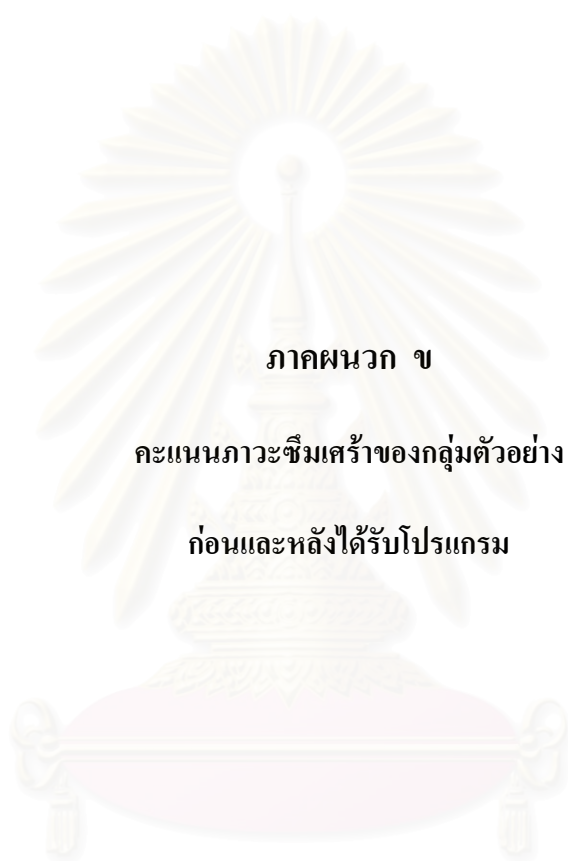 ภาคผนวก ข
คะแนนภาวะซึมเศร้าของกลุ่มตัวอย่าง
ก่อนและหลังได้รับโปรแกรม